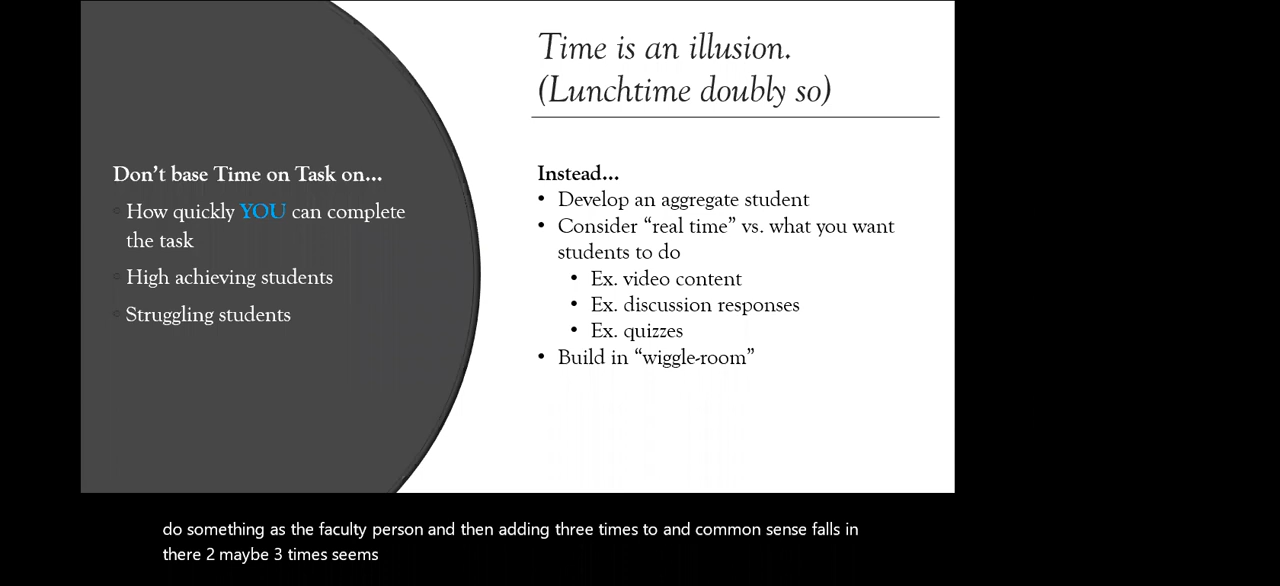 Time is an illusion.
(Lunchtime doubly so)
Don't base Time on Task on...
How quickly YOU can complete
the task
High achieving students
Struggling students
Instead...
• Develop an aggregate student
• Consider “real time” vs. what you want
students to do
• Ex. video content
• Ex. discussion responses
• Ex. quizzes
• Build in “wiggle-room”
do something as the faculty person and then adding three times to and common sense falls in
there 2 maybe 3 times seems